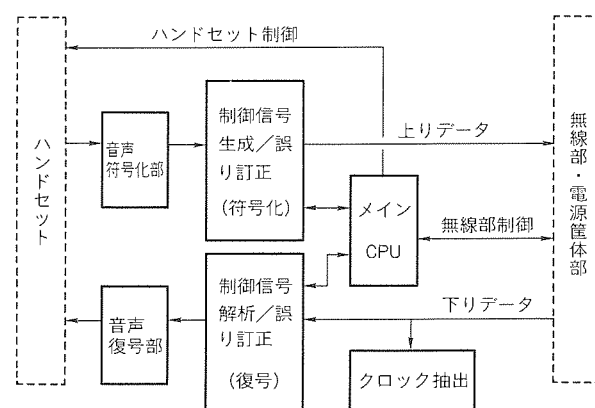 ハンドセット制御
ハンドセット
音声
符号化部
制御信号
生成／誤
り訂正
（符号化）
上りデータ
メイン
CPU
無線部制御
無線部・電源筐体部
音声
復号部
制御信号
解析／誤
り訂正
（復号）
下りデータ
クロック抽出